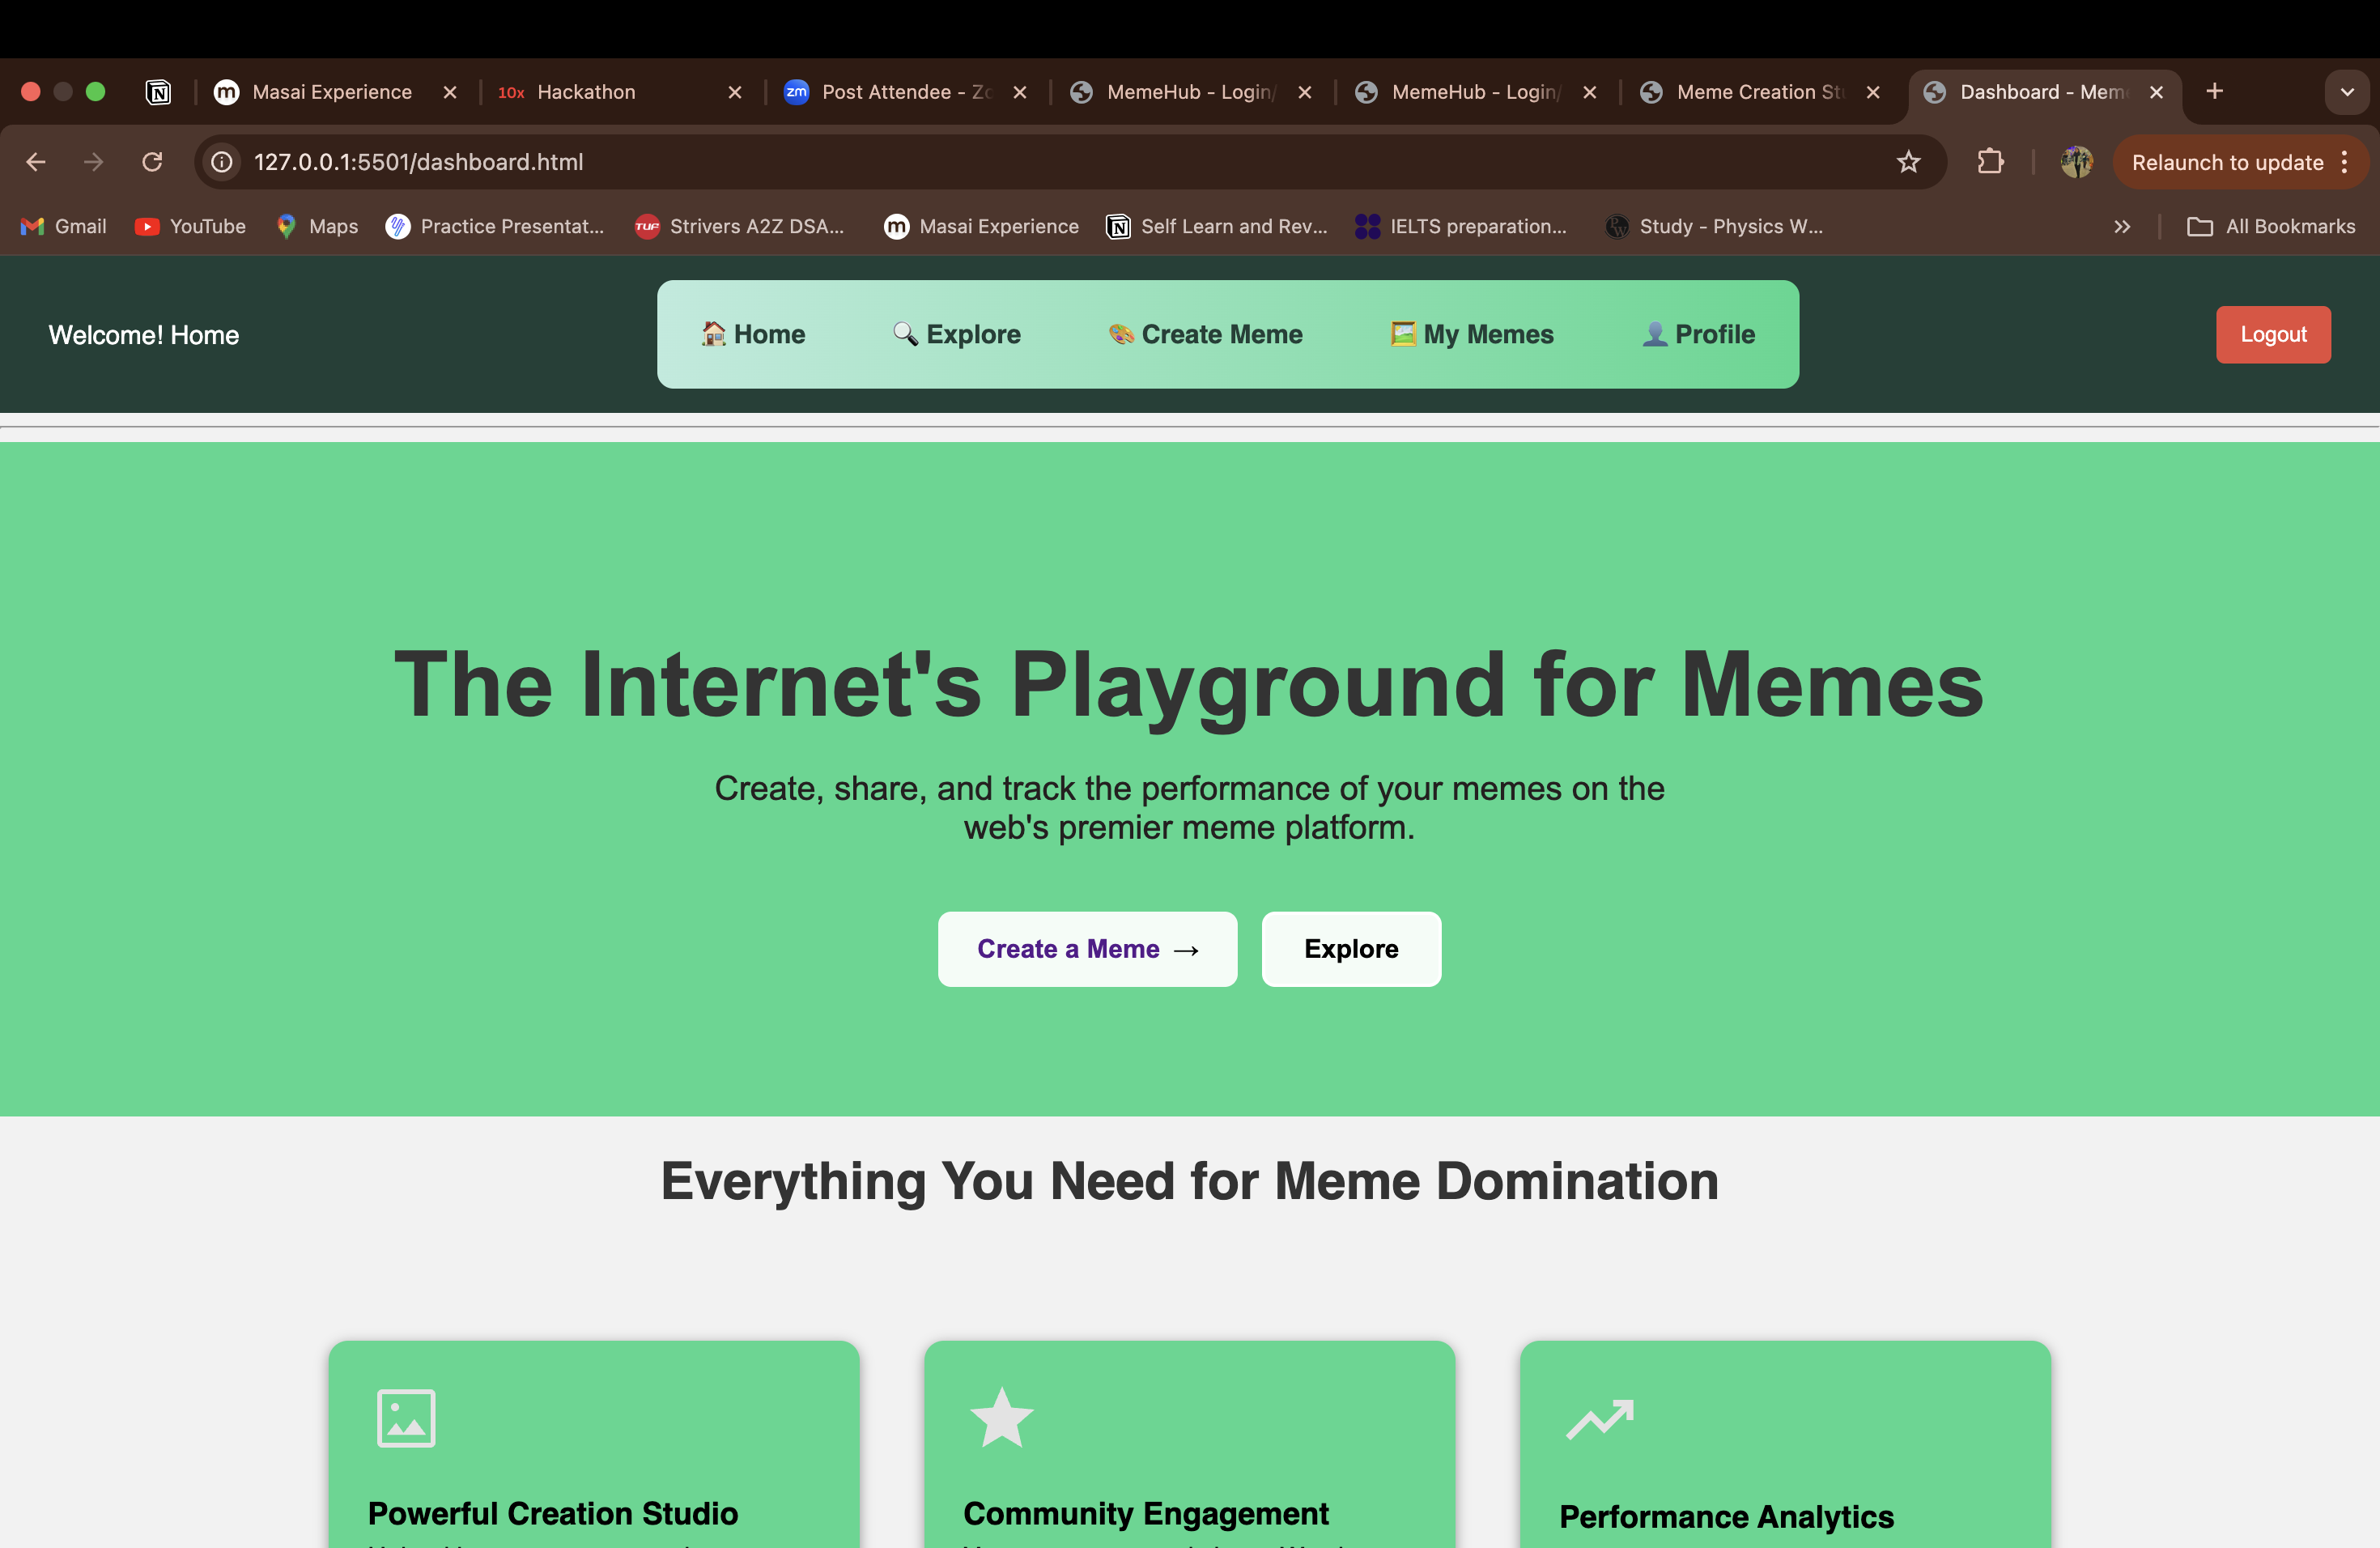 Masai Experience
10x Hackathon
zm Post Attendee - Zo
MemeHub - Login/
MemeHub - Login/
Meme Creation Stu
Dashboard - Mem
127.0.0.1:5501/dashboard.html
Relaunch to update
Gmail
YouTube
Maps
Practice Presentat...
TUF Strivers A2Z DSA...
Masai Experience
Self Learn and Rev...
IELTS preparation...
Study - Physics W...
All Bookmarks
Welcome! Home
Home
Explore
Create Meme
My Memes
Profile
Logout
The Internet's Playground for Memes
Create, share, and track the performance of your memes on the
web's premier meme platform.
Create a Meme →
Explore
Everything You Need for Meme Domination
Powerful Creation Studio
Community Engagement
Performance Analytics